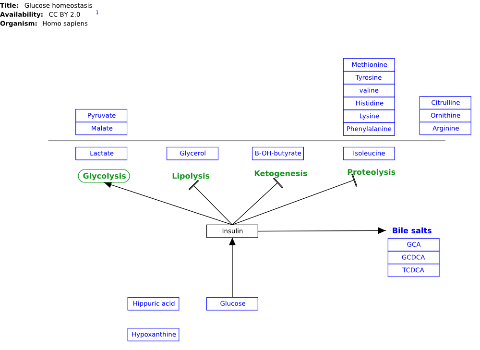 Title: Glucose homeostasis
Availability: CC BY 2.0 1
Organism: Homo sapiens
Methionine
Tyrosine
valine
Histidine
Lysine
Phenylalanine
Citrulline
Ornithine
Arginine
Pyruvate
Malate
Lactate
Glycerol
B-OH-butyrate
Isoleucine
Glycolysis
Lipolysis
Ketogenesis
Proteolysis
Insulin
Bile salts
GCA
GCDCA
TCDCA
Hippuric acid
Glucose
Hypoxanthine